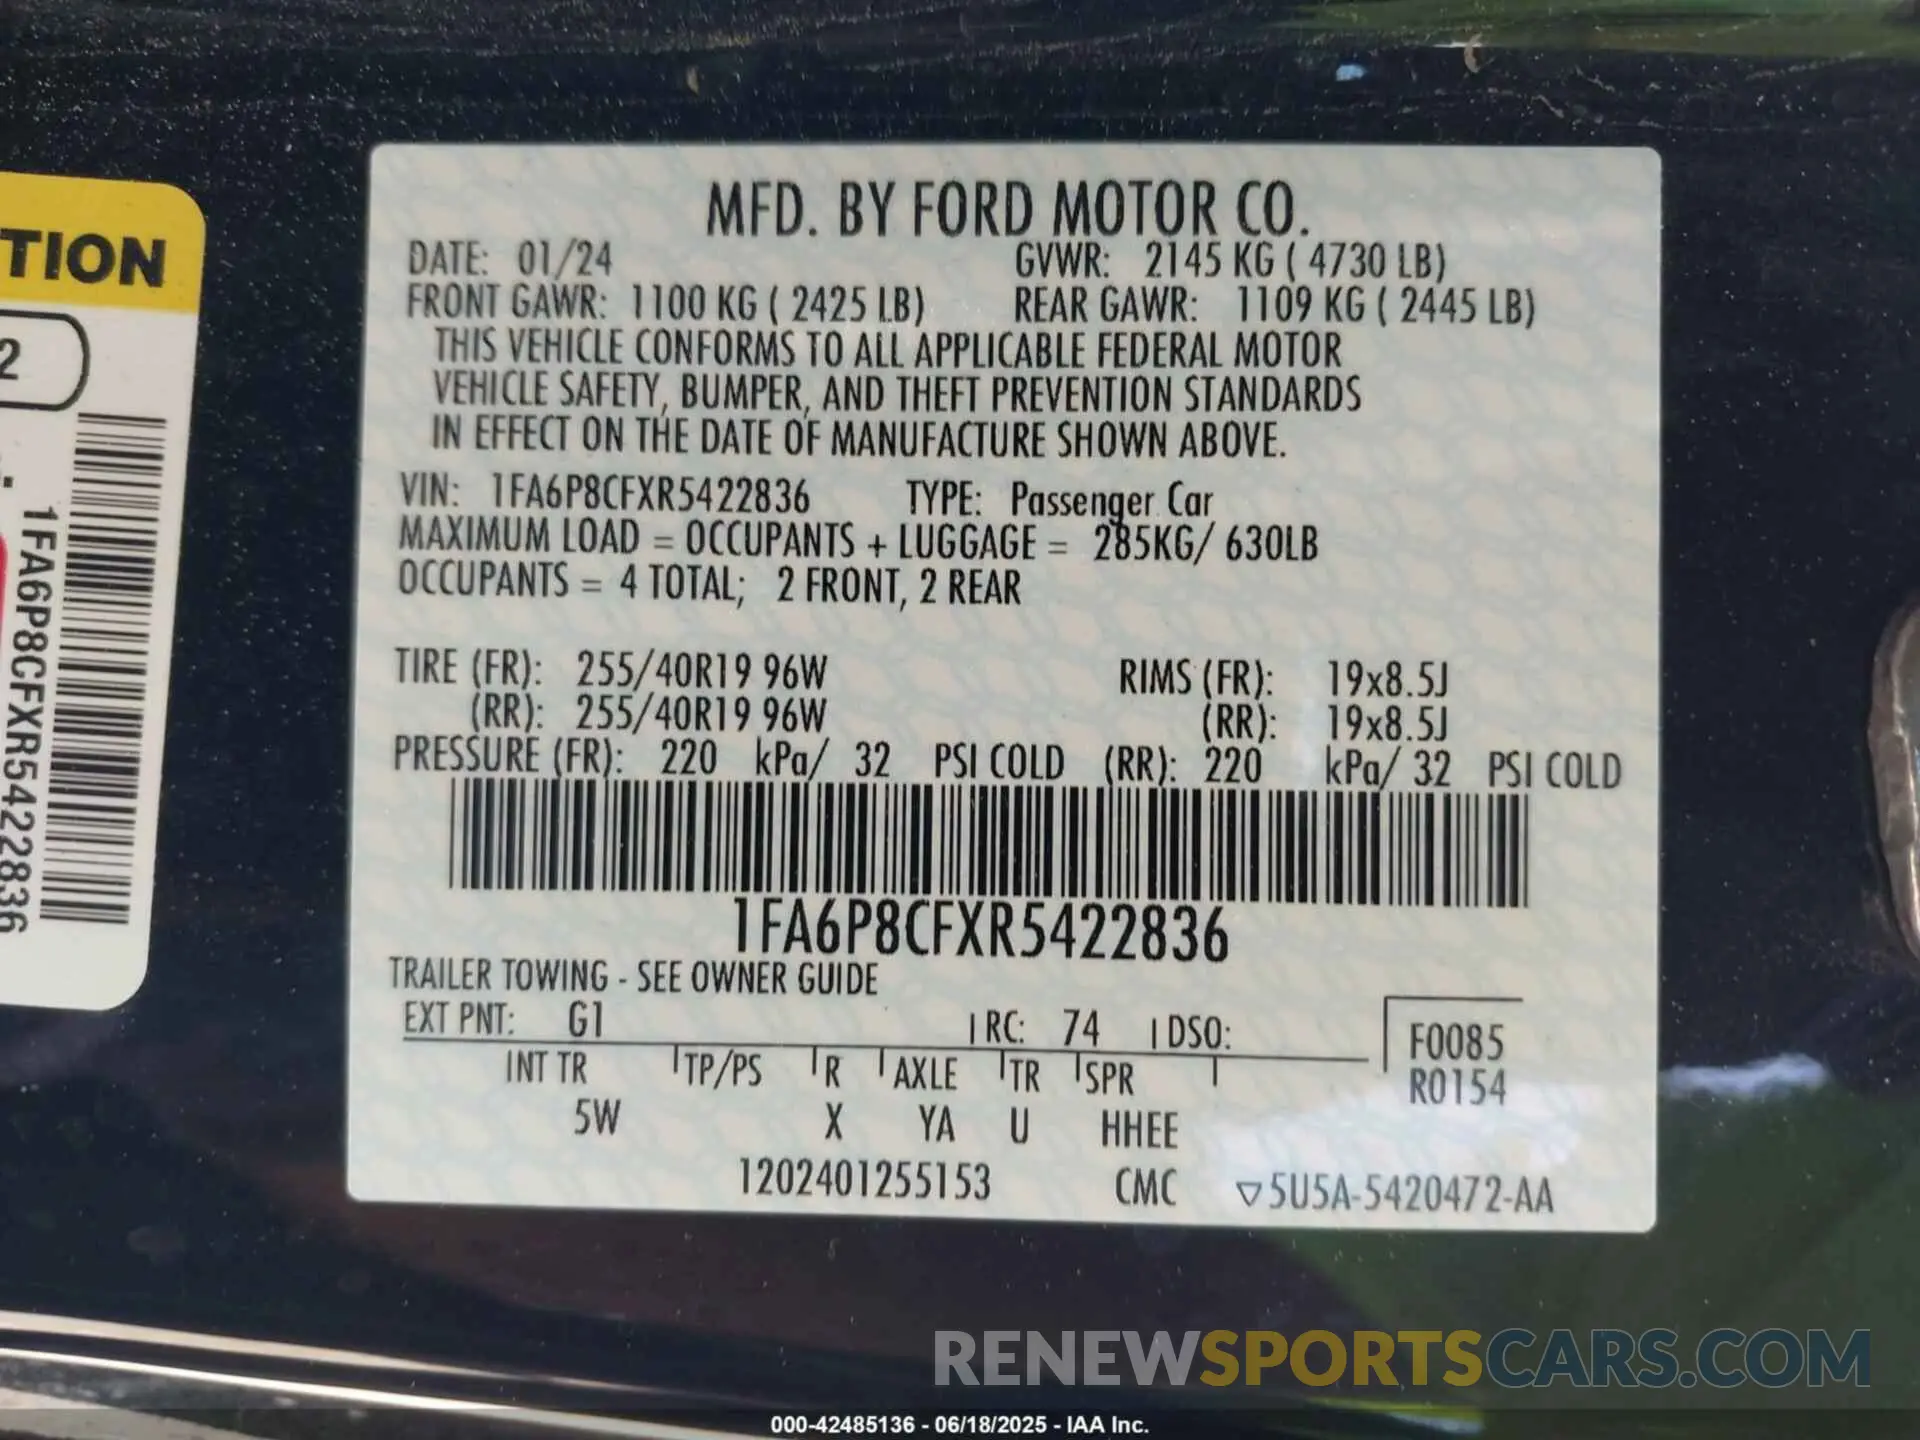 TION
2
1FA6P8CFXR5422836
MFD. BY FORD MOTOR CO.
DATE: 01/24 GVWR: 2145 KG ( 4730 LB)
FRONT GAWR: 1100 KG ( 2425 LB) REAR GAWR: 1109 KG ( 2445 LB)
THIS VEHICLE CONFORMS TO ALL APPLICABLE FEDERAL MOTOR
VEHICLE SAFETY, BUMPER, AND THEFT PREVENTION STANDARDS
IN EFFECT ON THE DATE OF MANUFACTURE SHOWN ABOVE.
VIN: 1FA6P8CFXR5422836 TYPE: Passenger Car
MAXIMUM LOAD = OCCUPANTS + LUGGAGE = 285KG/ 630LB
OCCUPANTS = 4 TOTAL; 2 FRONT, 2 REAR
TIRE (FR): 255/40R19 96W RIMS (FR): 19x8.5J
(RR): 255/40R19 96W (RR): 19x8.5J
PRESSURE (FR): 220 kPa/ 32 PSI COLD (RR): 220 kPa/ 32 PSI COLD
1FA6P8CFXR5422836
TRAILER TOWING - SEE OWNER GUIDE
EXT PNT: G1 RC: 74 DSO: F0085
INT TR TP/PS R AXLE TR SPR R0154
5W X YA U HHEE
1202401255153 CMC ▽5U5A-5420472-AA
RENEWSPORTSCARS.COM
000-42485136 - 06/18/2025 - IAA Inc.